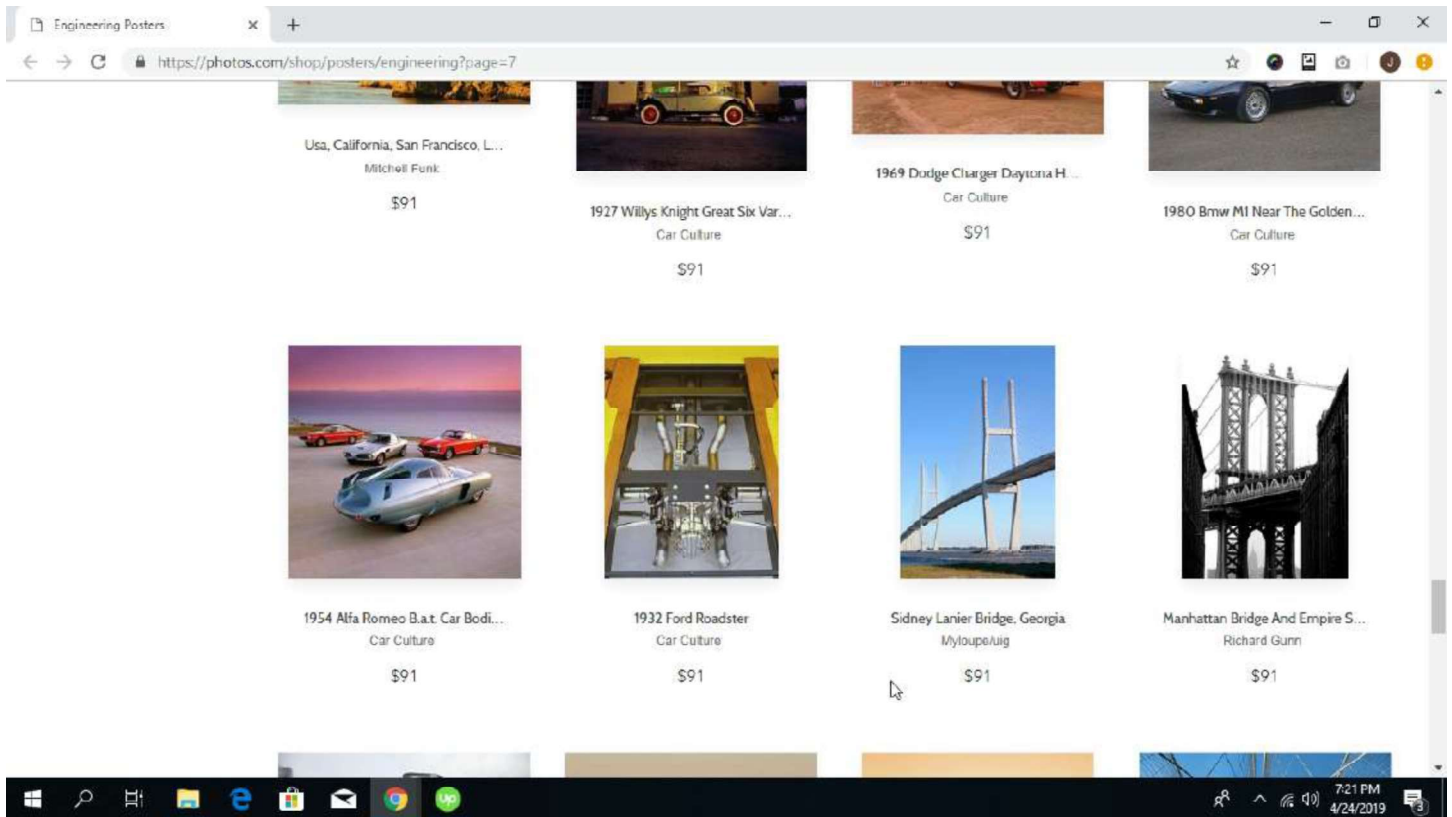 Engineering Posters
https://photos.com/shop/posters/engineering?page=7
J
Usa, California, San Francisco, L...
Mitchell Funk
$91
1927 Willys Knight Great Six Var...
Car Culture
$91
1969 Dodge Charger Daytona H...
Car Culture
$91
1980 Bmw M1 Near The Golden...
Car Culture
$91
1954 Alfa Romeo B.a.t. Car Bodi...
Car Culture
$91
1932 Ford Roadster
Car Culture
$91
Sidney Lanier Bridge, Georgia
Myloupe/uig
$91
Manhattan Bridge And Empire S...
Richard Gunn
$91
Up
7:21 PM
4/24/2019
3